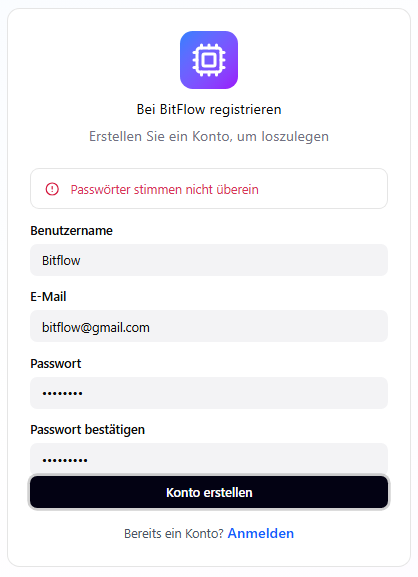 Bei BitFlow registrieren
Erstellen Sie ein Konto, um loszulegen
Passwörter stimmen nicht überein
Benutzername
Bitflow
E-Mail
bitflow@gmail.com
Passwort
••••••••
Passwort bestätigen
•••••••••
Konto erstellen
Bereits ein Konto? Anmelden